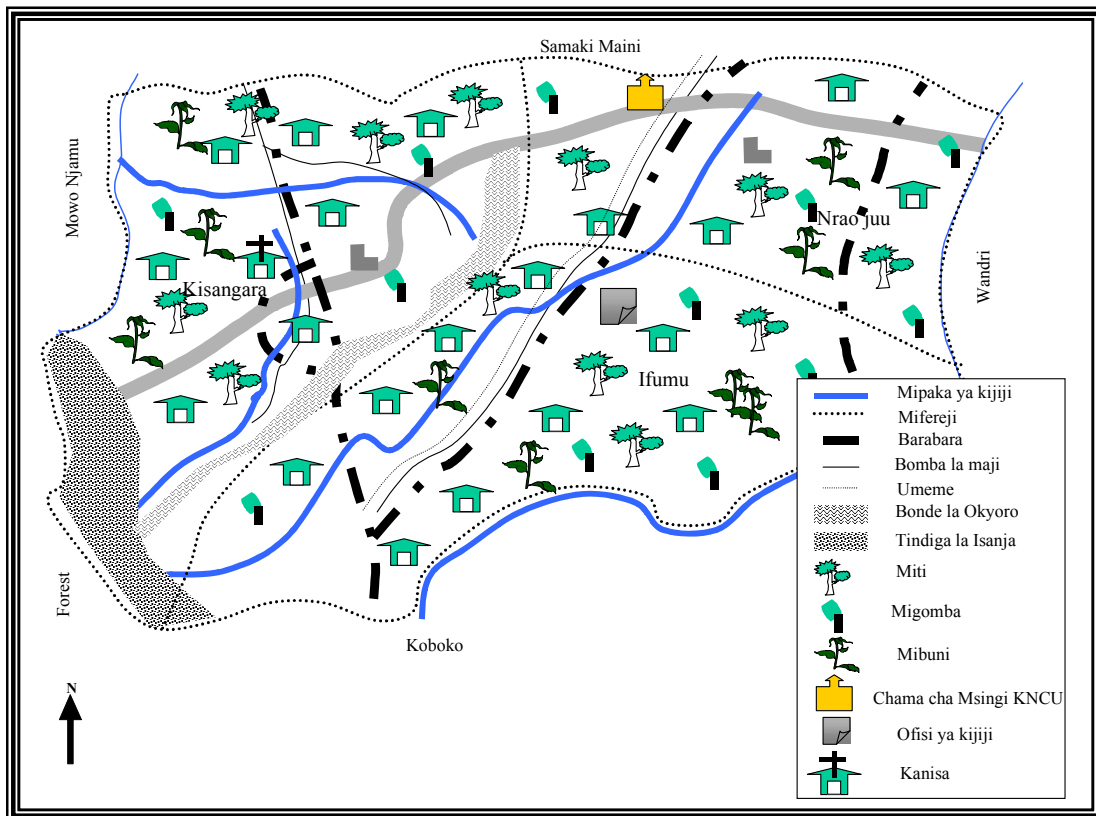 Samaki Maini
Mowo Njamu
Nrao juu
Wandri
Kisangara
Ifumu
Forest
Koboko
N
Mipaka ya kijiji
Mifereji
Barabara
Bomba la maji
Umeme
Bonde la Okyoro
Tindiga la Isanja
Miti
Migomba
Mibuni
Chama cha Msingi KNCU
Ofisi ya kijiji
Kanisa